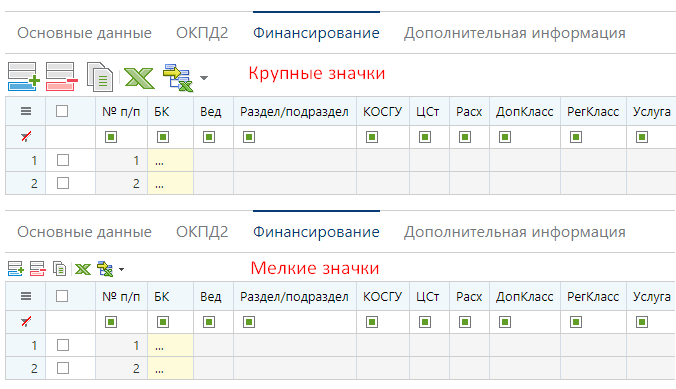 Основные данные ОКПД2 Финансирование Дополнительная информация
Крупные значки
№ п/п БК Вед Раздел/подраздел КОСГУ ЦСт Расх ДопКласс РегКласс Услуга
1 1 ...
2 2 ...
Основные данные ОКПД2 Финансирование Дополнительная информация
Мелкие значки
№ п/п БК Вед Раздел/подраздел КОСГУ ЦСт Расх ДопКласс РегКласс Услуга
1 1 ...
2 2 ...